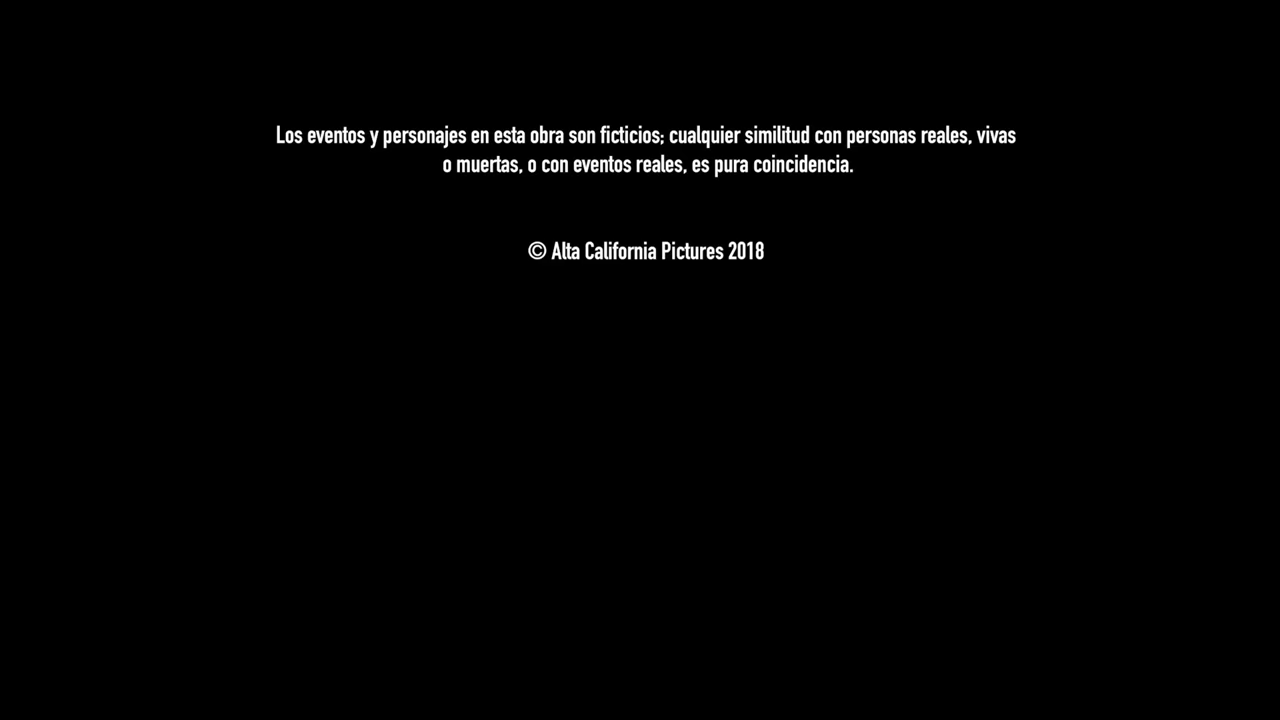 Los eventos y personajes en esta obra son ficticios; cualquier similitud con personas reales, vivas
o muertas, o con eventos reales, es pura coincidencia.
© Alta California Pictures 2018